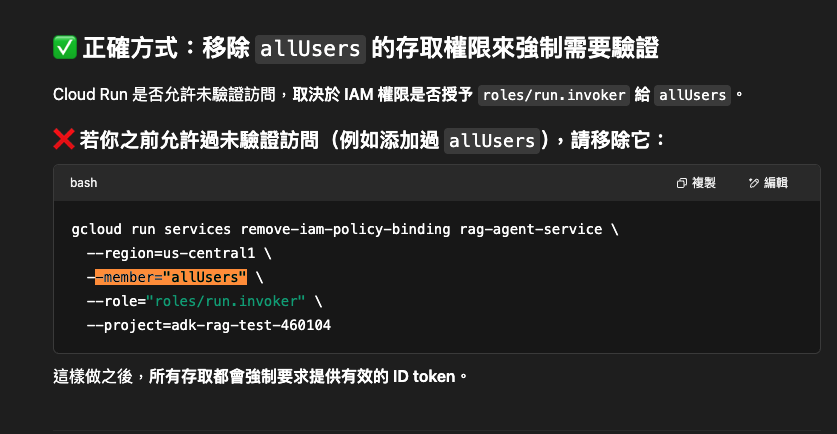 ✅ 正確方式：移除 allUsers 的存取權限來強制需要驗證
Cloud Run 是否允許未驗證訪問，取決於 IAM 權限是否授予 roles/run.invoker 給 allUsers。
❌ 若你之前允許過未驗證訪問（例如添加過 allUsers），請移除它：
bash 複製 編輯
gcloud run services remove-iam-policy-binding rag-agent-service \
--region=us-central1 \
--member="allUsers" \
--role="roles/run.invoker" \
--project=adk-rag-test-460104
這樣做之後，所有存取都會強制要求提供有效的 ID token。